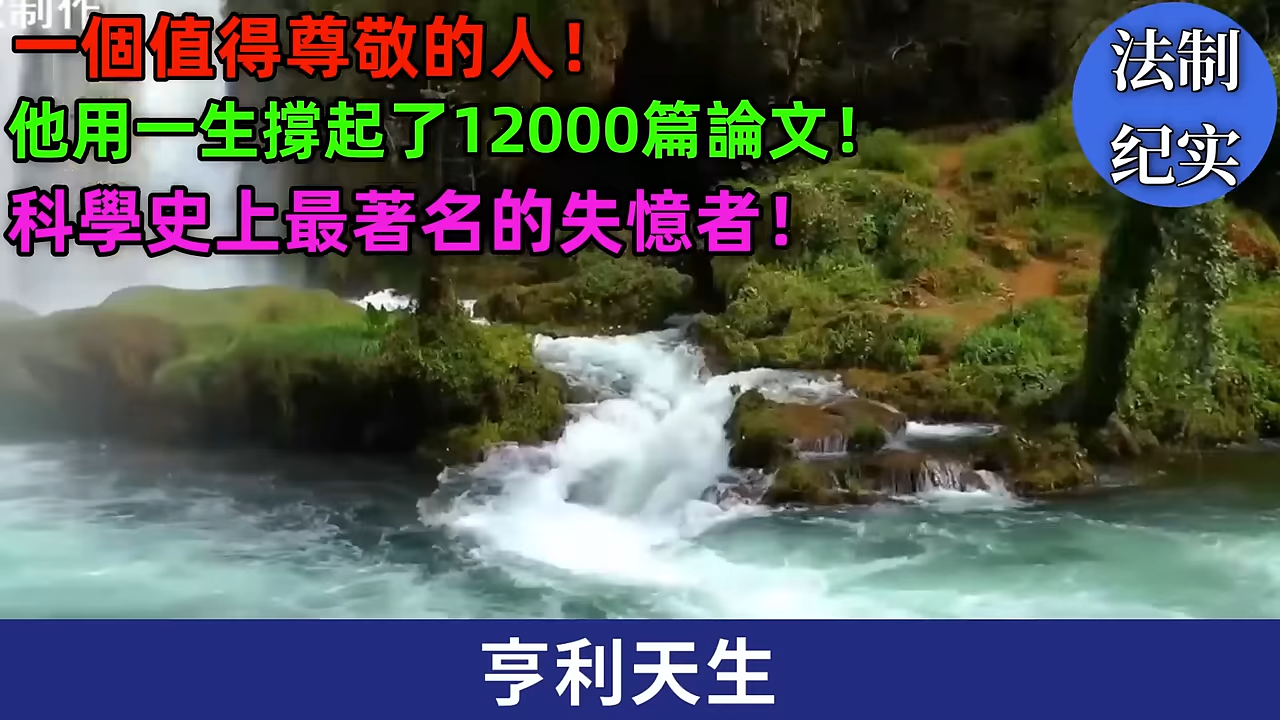 制作
一個值得尊敬的人！
他用一生撐起了12000篇論文！
科學史上最著名的失憶者！
法制
纪实
亨利天生